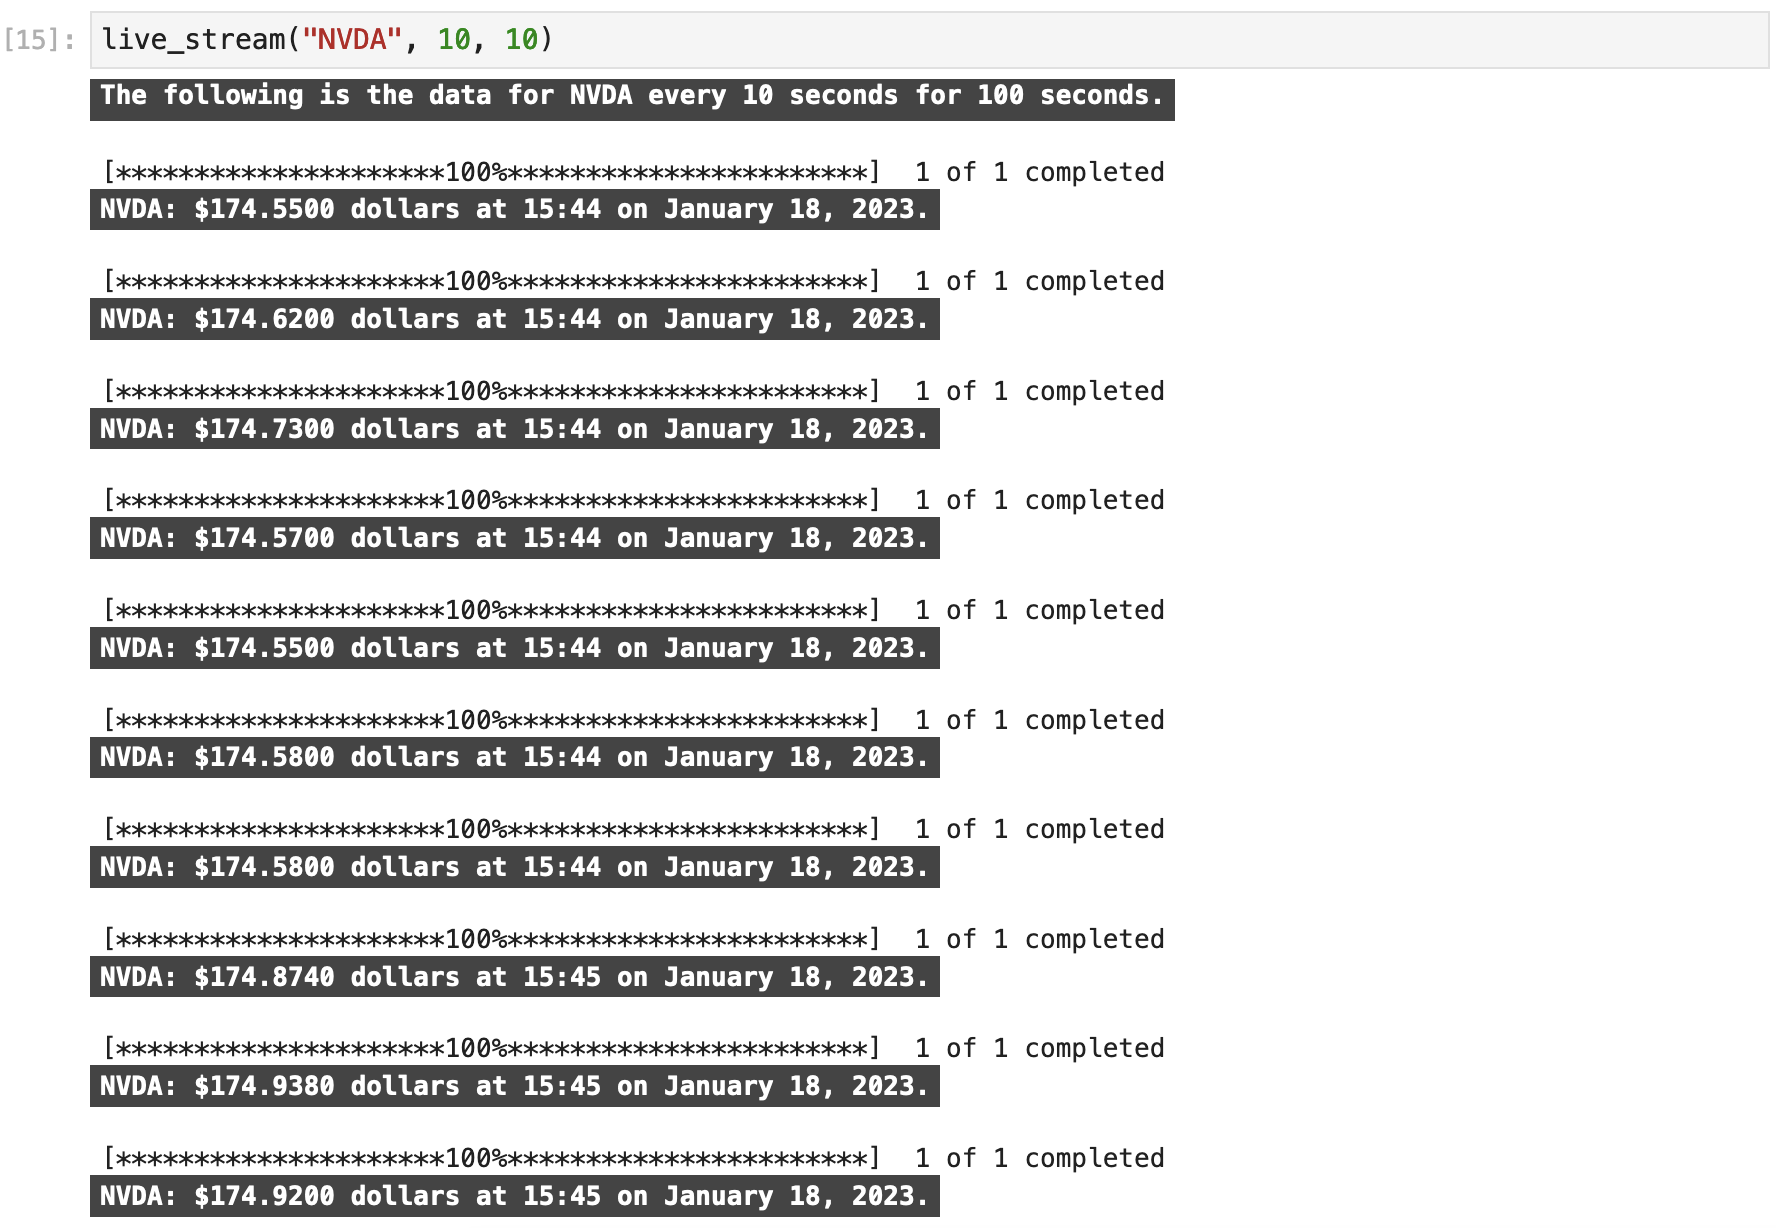 [15]: live_stream("NVDA", 10, 10)
The following is the data for NVDA every 10 seconds for 100 seconds.
[*********************100%***********************]  1 of 1 completed
NVDA: $174.5500 dollars at 15:44 on January 18, 2023.
[*********************100%***********************]  1 of 1 completed
NVDA: $174.6200 dollars at 15:44 on January 18, 2023.
[*********************100%***********************]  1 of 1 completed
NVDA: $174.7300 dollars at 15:44 on January 18, 2023.
[*********************100%***********************]  1 of 1 completed
NVDA: $174.5700 dollars at 15:44 on January 18, 2023.
[*********************100%***********************]  1 of 1 completed
NVDA: $174.5500 dollars at 15:44 on January 18, 2023.
[*********************100%***********************]  1 of 1 completed
NVDA: $174.5800 dollars at 15:44 on January 18, 2023.
[*********************100%***********************]  1 of 1 completed
NVDA: $174.5800 dollars at 15:44 on January 18, 2023.
[*********************100%***********************]  1 of 1 completed
NVDA: $174.8740 dollars at 15:45 on January 18, 2023.
[*********************100%***********************]  1 of 1 completed
NVDA: $174.9380 dollars at 15:45 on January 18, 2023.
[*********************100%***********************]  1 of 1 completed
NVDA: $174.9200 dollars at 15:45 on January 18, 2023.